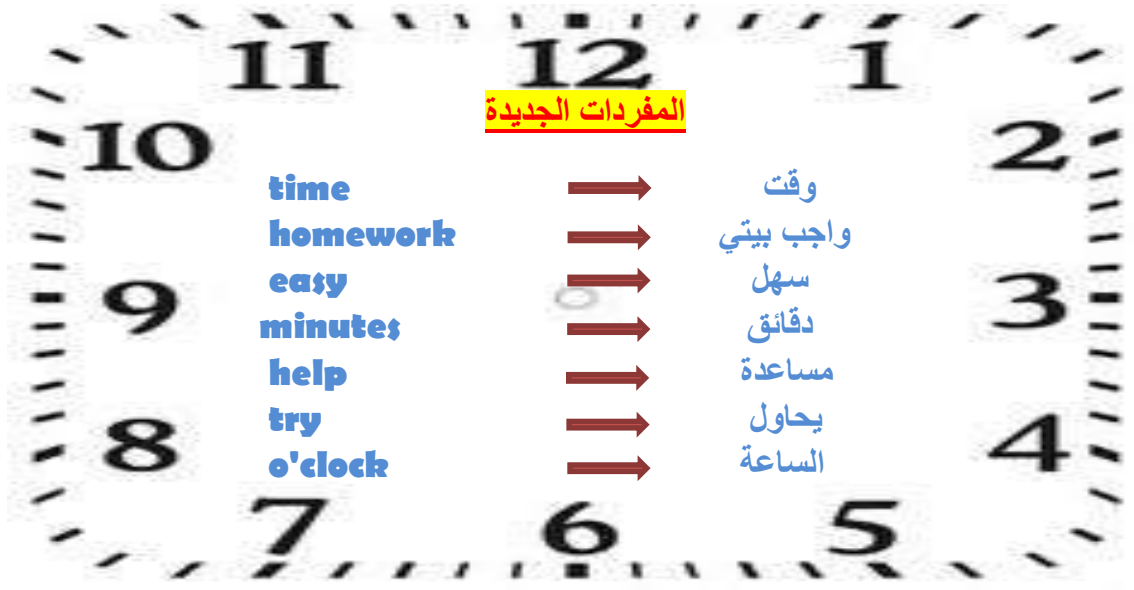 11 12 1
المفردات الجديدة
10 2
time وقت
homework واجب بيتي
easy سهل
9 3
minutes دقائق
help مساعدة
try يحاول
8 4
o'clock الساعة
7 6 5